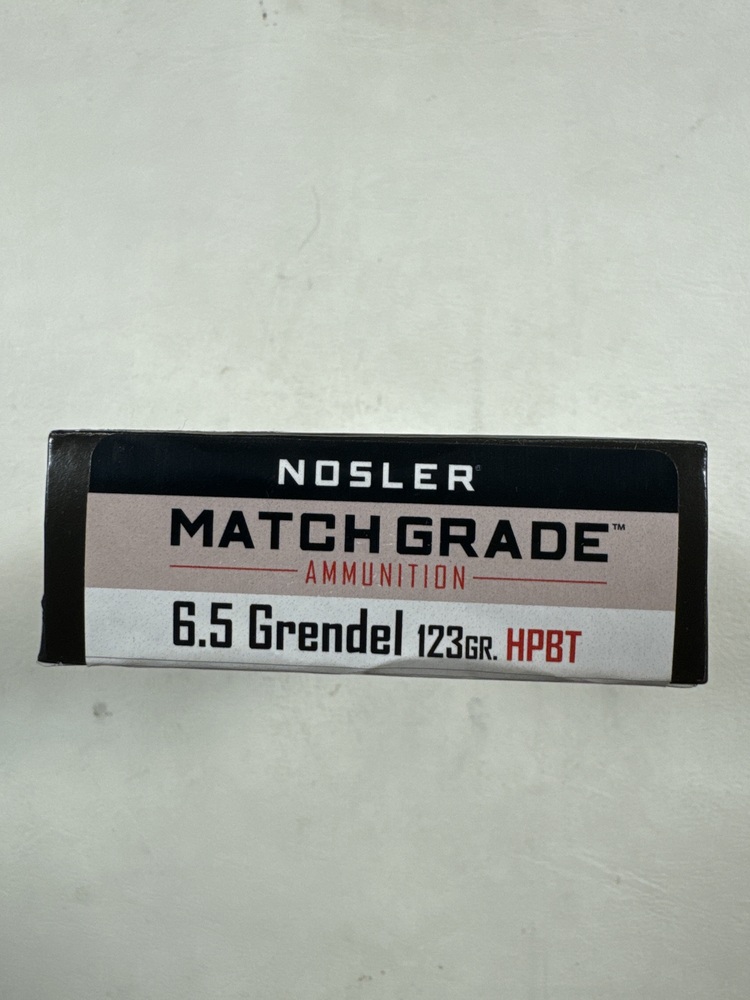 NOSLER®
MATCH GRADE™
AMMUNITION
6.5 Grendel 123GR. HPBT